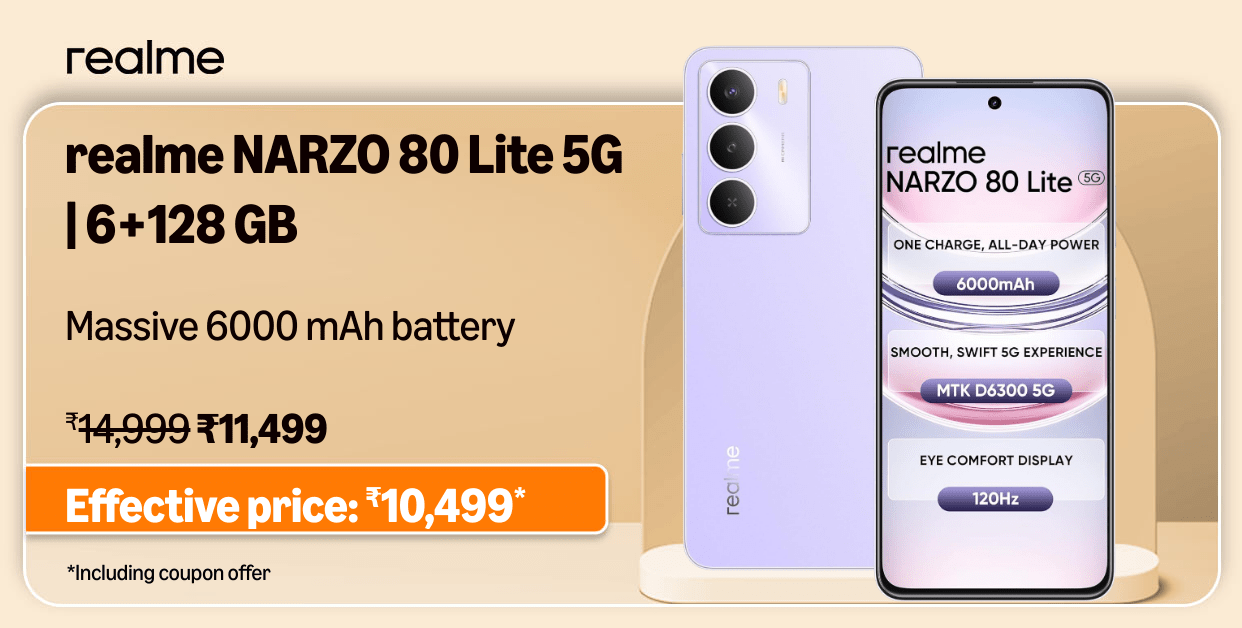 realme
realme NARZO 80 Lite 5G
| 6+128 GB
Massive 6000 mAh battery
₹14,999 ₹11,499
Effective price: ₹10,499*
*Including coupon offer
realme
realme
NARZO 80 Lite 5G
ONE CHARGE, ALL-DAY POWER
6000mAh
SMOOTH, SWIFT 5G EXPERIENCE
MTK D6300 5G
EYE COMFORT DISPLAY
120Hz